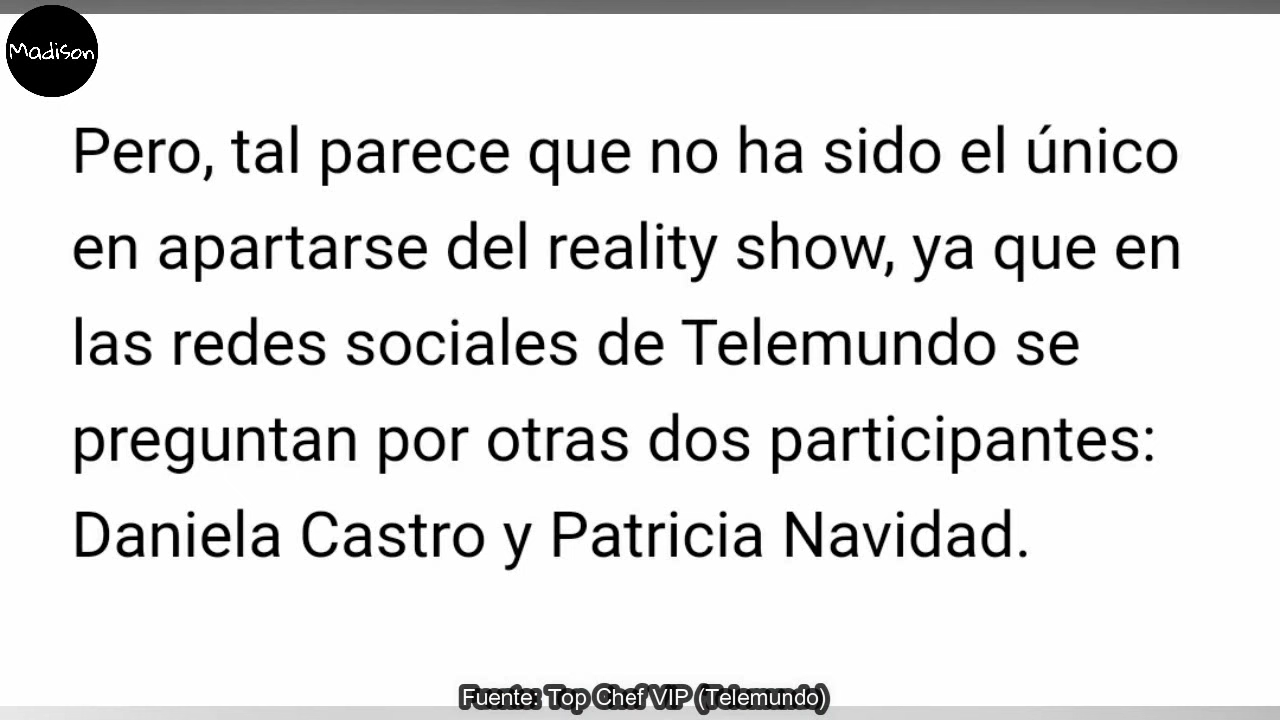 Madison
Pero, tal parece que no ha sido el único
en apartarse del reality show, ya que en
las redes sociales de Telemundo se
preguntan por otras dos participantes:
Daniela Castro y Patricia Navidad.
Fuente: Top Chef VIP (Telemundo)